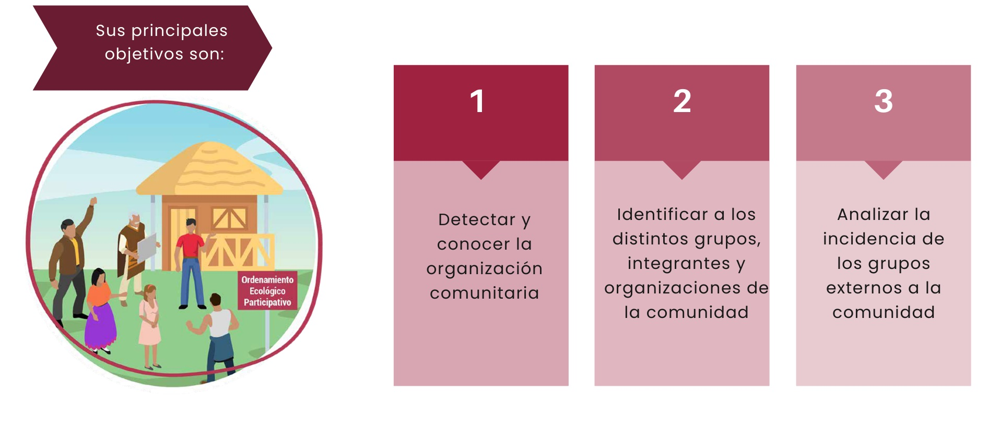 Sus principales
objetivos son:
Ordenamiento
Ecológico
Participativo
1
Detectar y
conocer la
organización
comunitaria
2
Identificar a los
distintos grupos,
integrantes y
organizaciones de
la comunidad
3
Analizar la
incidencia de
los grupos
externos a la
comunidad